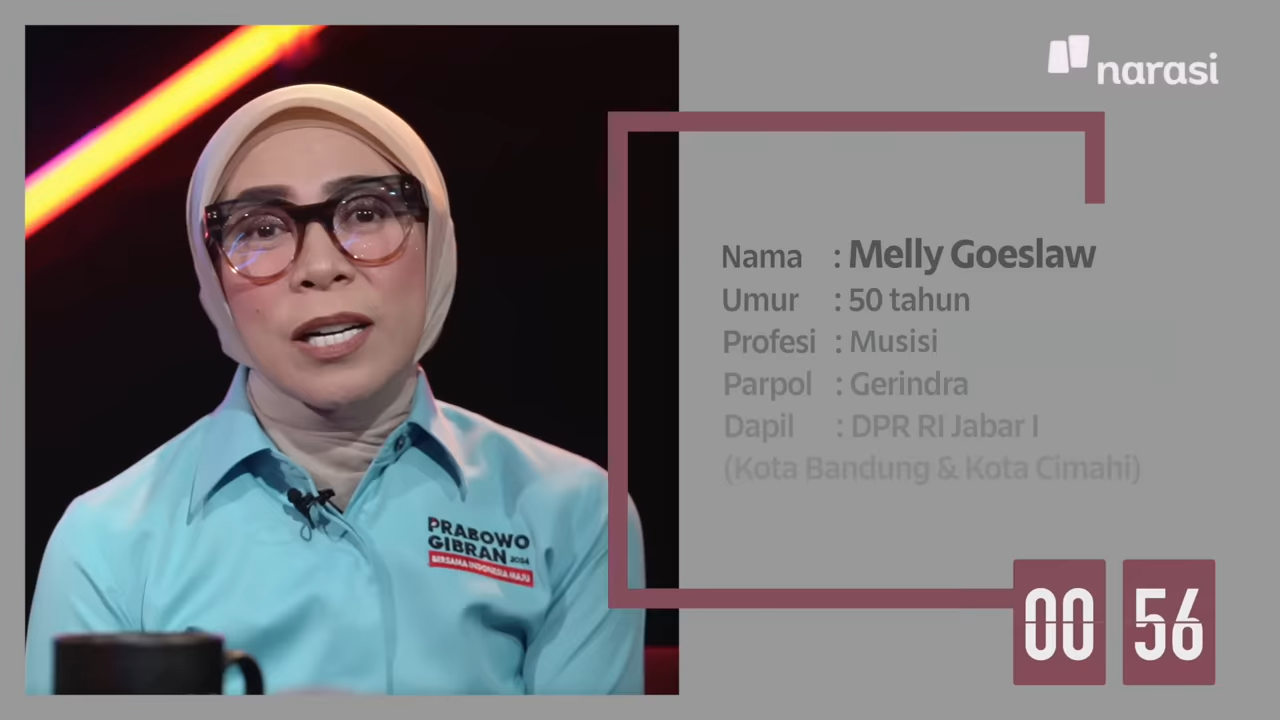 narasi
Nama : Melly Goeslaw
Umur : 50 tahun
Profesi : Musisi
Parpol : Gerindra
Dapil : DPR RI Jabar I
(Kota Bandung & Kota Cimahi)
PRABOWO
GIBRAN 2024
BERSAMA INDONESIA MAJU
00 56